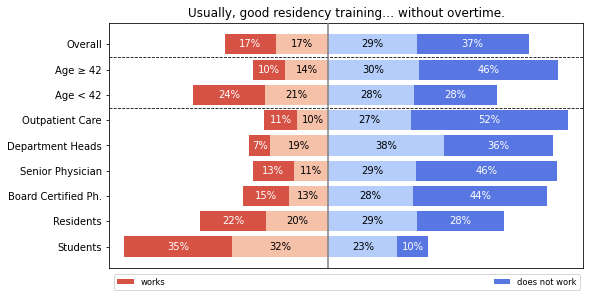 Usually, good residency training... without overtime.
Overall 17% 17% 29% 37%
Age ≥ 42 10% 14% 30% 46%
Age < 42 24% 21% 28% 28%
Outpatient Care 11% 10% 27% 52%
Department Heads 7% 19% 38% 36%
Senior Physician 13% 11% 29% 46%
Board Certified Ph. 15% 13% 28% 44%
Residents 22% 20% 29% 28%
Students 35% 32% 23% 10%
works does not work